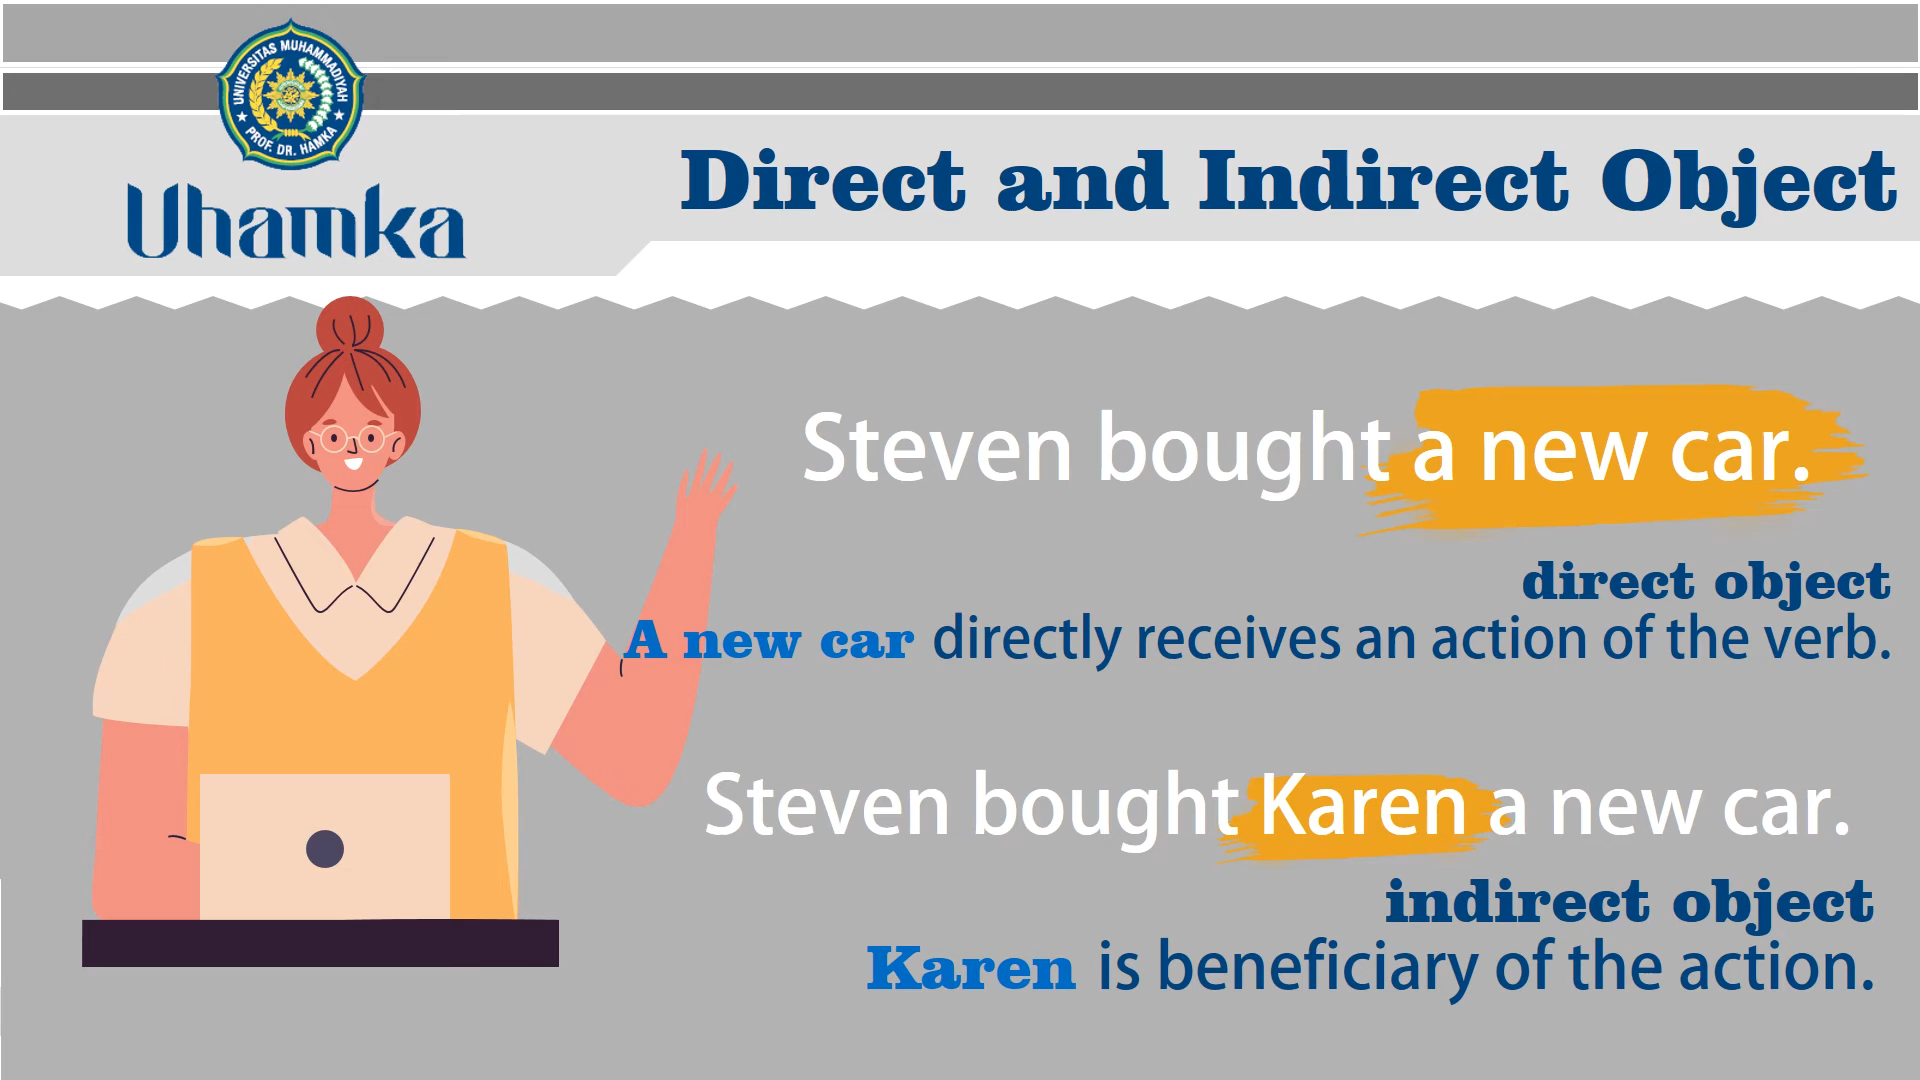 UNIVERSITAS MUHAMMADIYAH
PROF. DR. HAMKA
Uhamka
Direct and Indirect Object
Steven bought a new car.
direct object
A new car directly receives an action of the verb.
Steven bought Karen a new car.
indirect object
Karen is beneficiary of the action.